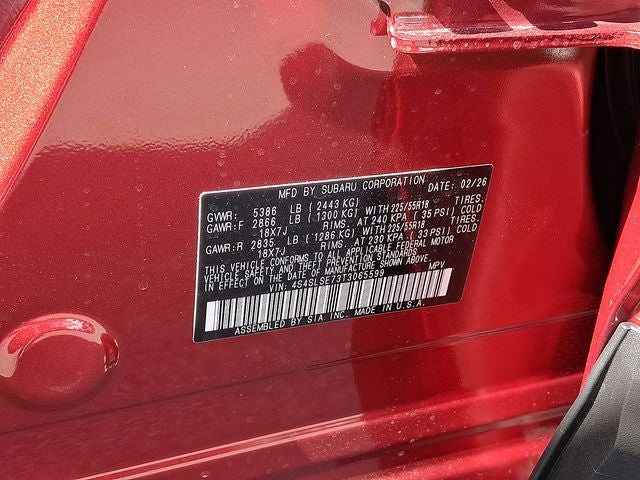 MFD BY SUBARU CORPORATION DATE: 02/26
GVWR: 5386 LB (2443 KG)
GAWR:F 2866 LB (1300 KG) WITH 225/55R18 TIRES,
-18X7J RIMS, AT 240 KPA (35 PSI) COLD
GAWR:R 2835 LB (1286 KG) WITH 225/55R18 TIRES,
-18X7J RIMS, AT 230 KPA (33 PSI) COLD
THIS VEHICLE CONFORMS TO ALL APPLICABLE FEDERAL MOTOR
VEHICLE SAFETY AND THEFT PREVENTION STANDARDS
IN EFFECT ON THE DATE OF MANUFACTURE SHOWN ABOVE.
VIN: 4S4SLSE73T3065599 MPV
ASSEMBLED BY SIA, INC. MADE IN U.S.A.